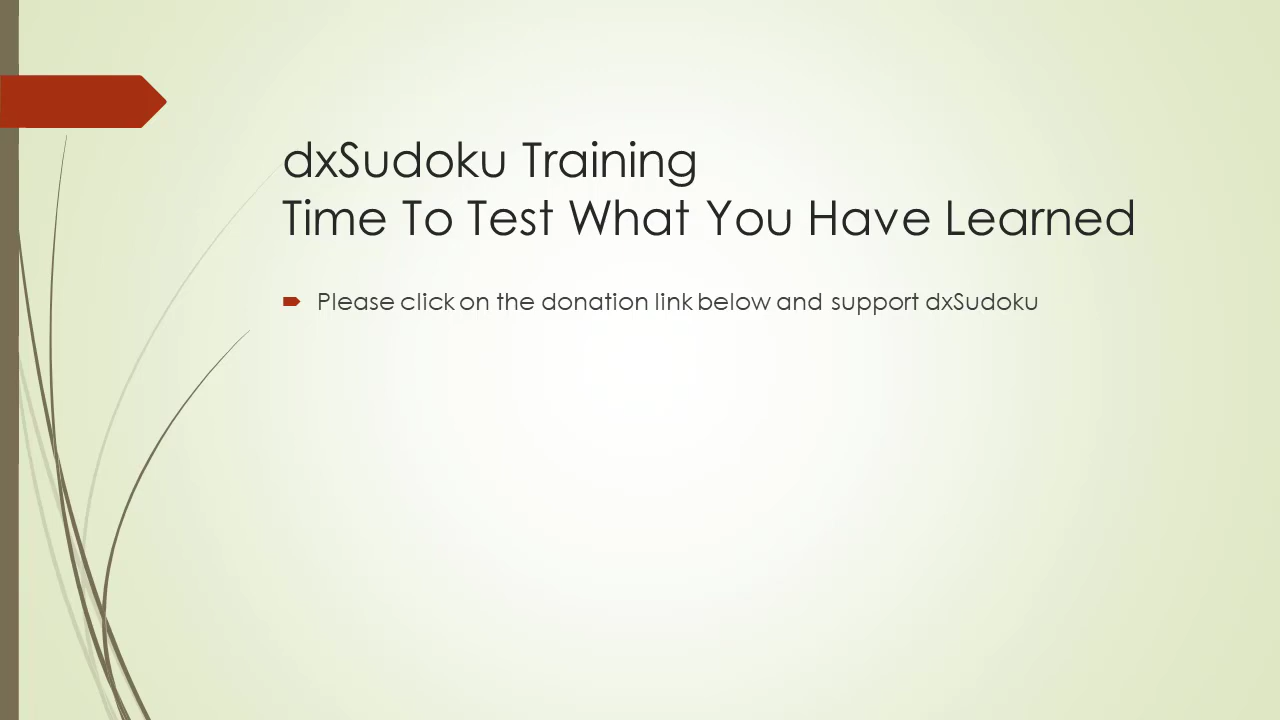 dxSudoku Training
Time To Test What You Have Learned
Please click on the donation link below and support dxSudoku